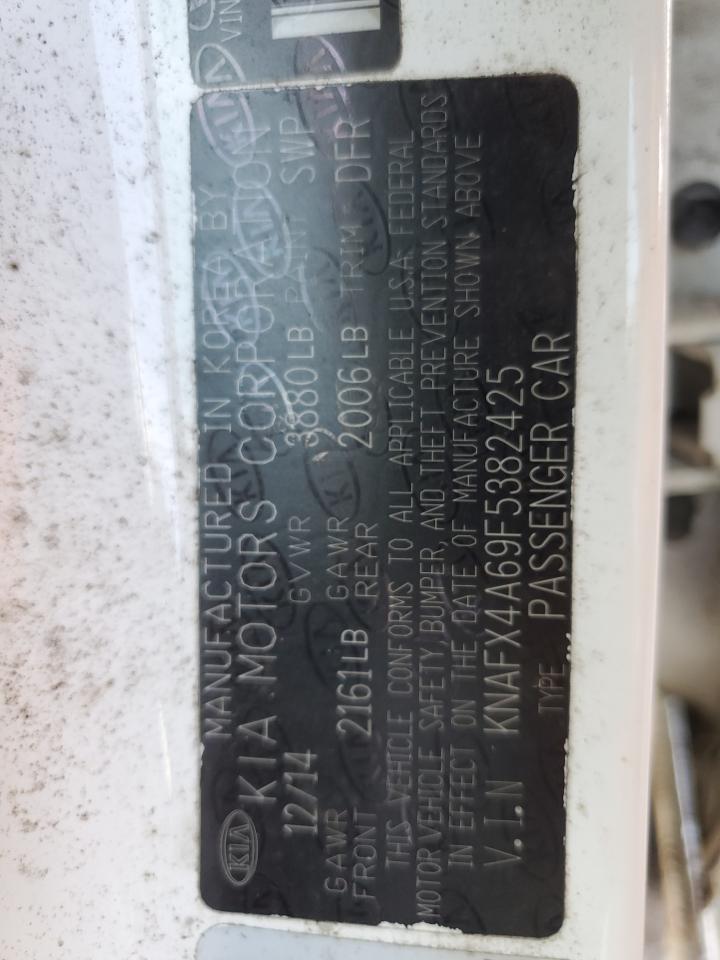 VIN
MANUFACTURED IN KOREA BY
KIA MOTORS CORPORATION
12/14 GVWR 3880LB PAINT SWP
GAWR FRONT 2161LB GAWR REAR 2006LB TRIM DFR
THIS VEHICLE CONFORMS TO ALL APPLICABLE U.S.A FEDERAL
MOTOR VEHICLE SAFETY, BUMPER, AND THEFT PREVENTION STANDARDS
IN EFFECT ON THE DATE OF MANUFACTURE SHOWN ABOVE
V.I.N KNAFX4A69F5382425
TYPE PASSENGER CAR
KIA